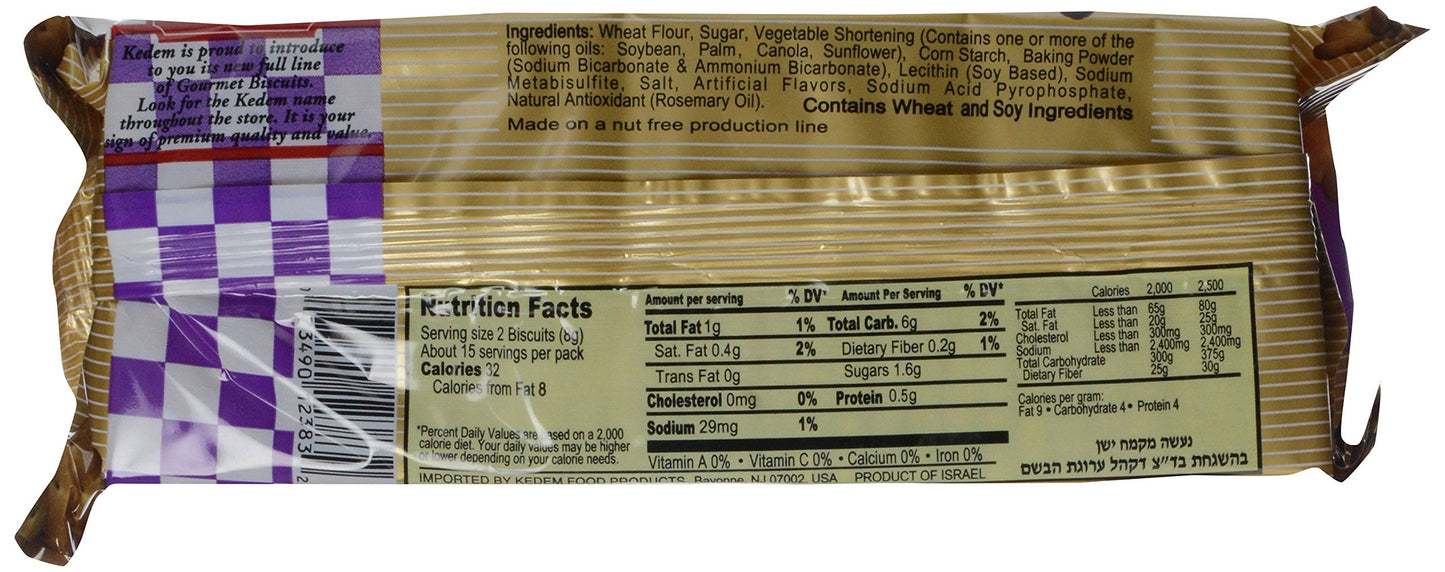 Kedem is proud to introduce
to you its new full line
of Gourmet Biscuits.
Look for the Kedem name
throughout the store. It is your
sign of premium quality and value.
Ingredients: Wheat Flour, Sugar, Vegetable Shortening (Contains one or more of the
following oils: Soybean, Palm, Canola, Sunflower), Corn Starch, Baking Powder
(Sodium Bicarbonate & Ammonium Bicarbonate), Lecithin (Soy Based), Sodium
Metabisulfite, Salt, Artificial Flavors, Sodium Acid Pyrophosphate,
Natural Antioxidant (Rosemary Oil). Contains Wheat and Soy Ingredients
Made on a nut free production line
7 13490 12383 2
Nutrition Facts
Serving size 2 Biscuits (8g)
About 15 servings per pack
Calories 32
Calories from Fat 8
*Percent Daily Values are based on a 2,000
calorie diet. Your daily values may be higher
or lower depending on your calorie needs.
Amount per serving % DV* Amount Per Serving % DV*
Total Fat 1g 1% Total Carb. 6g 2%
Sat. Fat 0.4g 2% Dietary Fiber 0.2g 1%
Trans Fat 0g Sugars 1.6g
Cholesterol 0mg 0% Protein 0.5g
Sodium 29mg 1%
Vitamin A 0% • Vitamin C 0% • Calcium 0% • Iron 0%
Calories 2,000 2,500
Total Fat Less than 65g 80g
Sat. Fat Less than 20g 25g
Cholesterol Less than 300mg 300mg
Sodium Less than 2,400mg 2,400mg
Total Carbohydrate 300g 375g
Dietary Fiber 25g 30g
Calories per gram:
Fat 9 • Carbohydrate 4 • Protein 4
נעשה מקמח ישן
בהשגחת בד"צ דקהל ערוגת הבשם
IMPORTED BY KEDEM FOOD PRODUCTS Bayonne, NJ 07002, USA PRODUCT OF ISRAEL